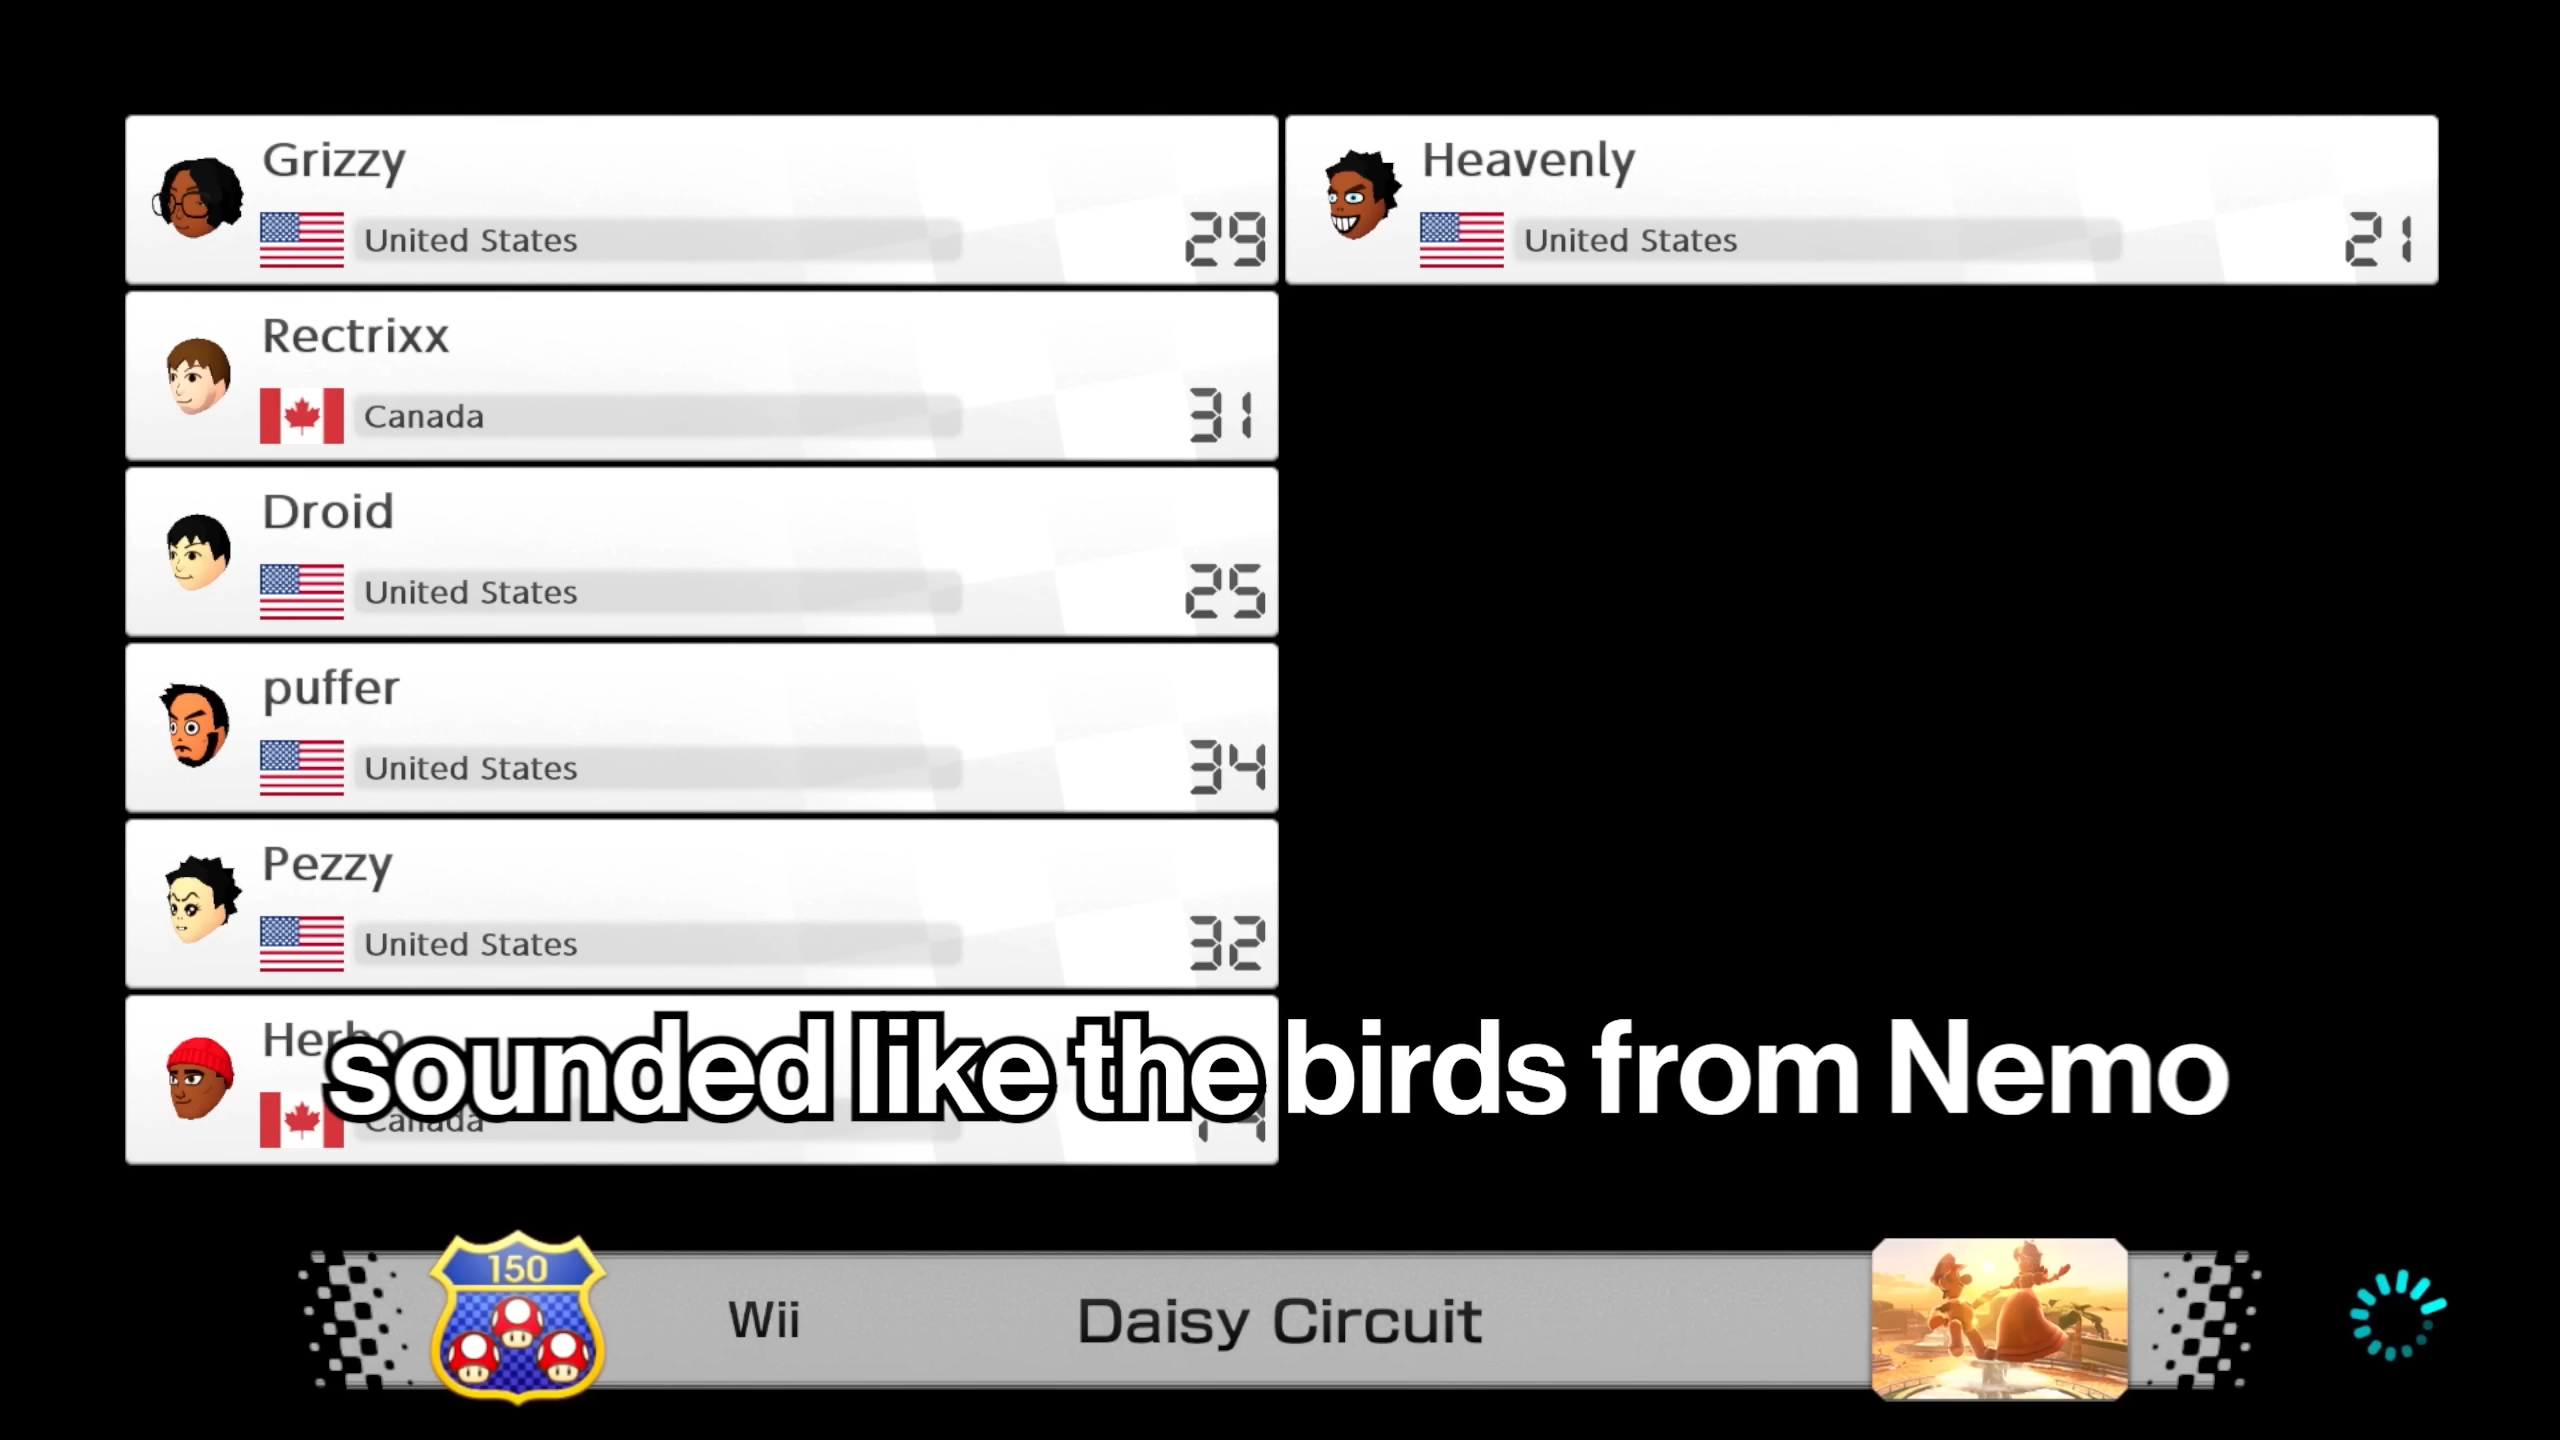 Grizzy
United States
29
Rectrixx
Canada
31
Droid
United States
25
puffer
United States
34
Pezzy
United States
32
Canada
Heavenly
United States
21
sounded like the birds from Nemo
150
Wii
Daisy Circuit